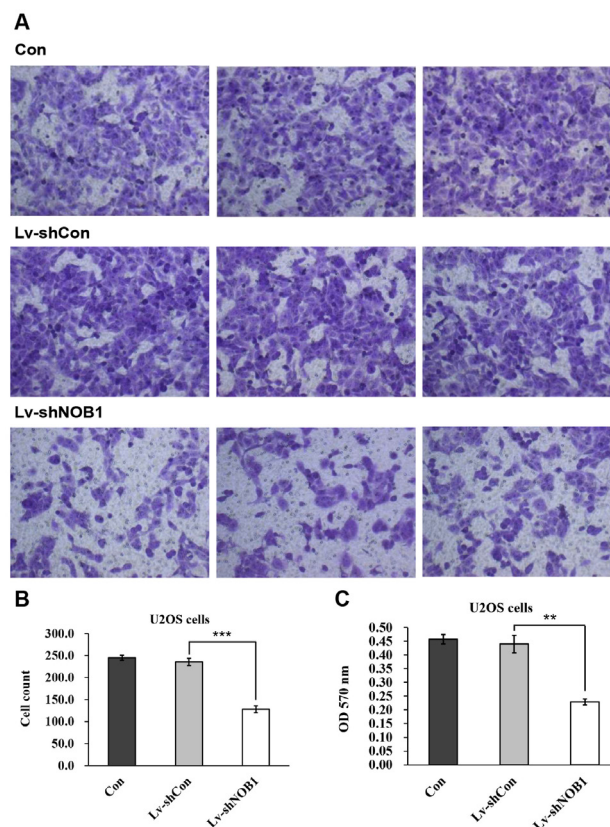 A
Con
Lv-shCon
Lv-shNOB1
B
U2OS cells
Cell count
300.0
250.0
200.0
150.0
100.0
50.0
0.0
***
Con
Lv-shCon
Lv-shNOB1
C
U2OS cells
OD 570 nm
0.50
0.45
0.40
0.35
0.30
0.25
0.20
0.15
0.10
0.05
0.00
**
Con
Lv-shCon
Lv-shNOB1